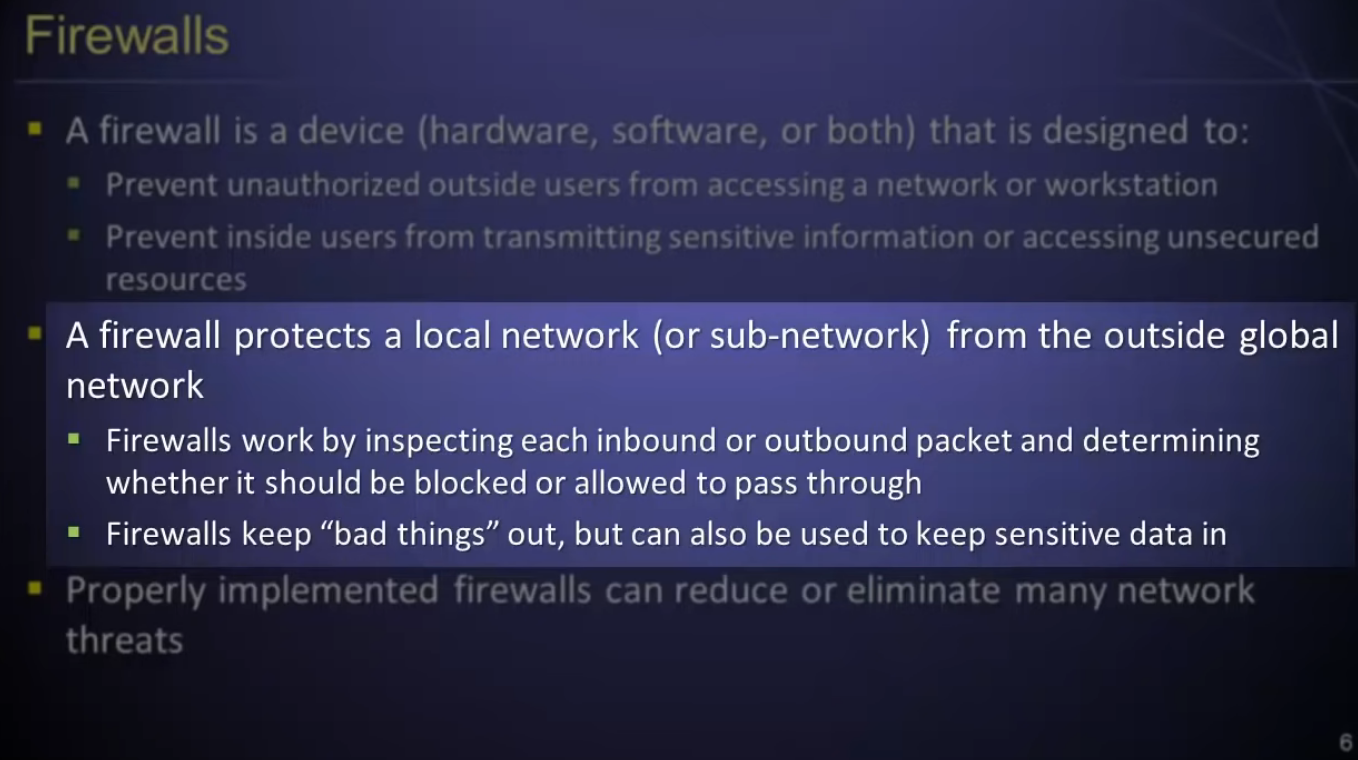 Firewalls
▪ A firewall is a device (hardware, software, or both) that is designed to:
▪ Prevent unauthorized outside users from accessing a network or workstation
▪ Prevent inside users from transmitting sensitive information or accessing unsecured
resources
▪ A firewall protects a local network (or sub-network) from the outside global
network
▪ Firewalls work by inspecting each inbound or outbound packet and determining
whether it should be blocked or allowed to pass through
▪ Firewalls keep “bad things” out, but can also be used to keep sensitive data in
▪ Properly implemented firewalls can reduce or eliminate many network
threats
6